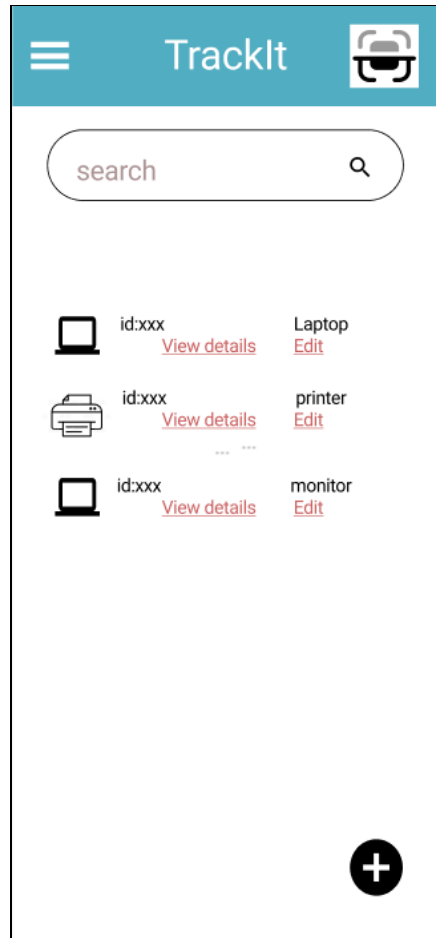 TrackIt
search
id:xxx Laptop
View details Edit
id:xxx printer
View details Edit
... ...
id:xxx monitor
View details Edit